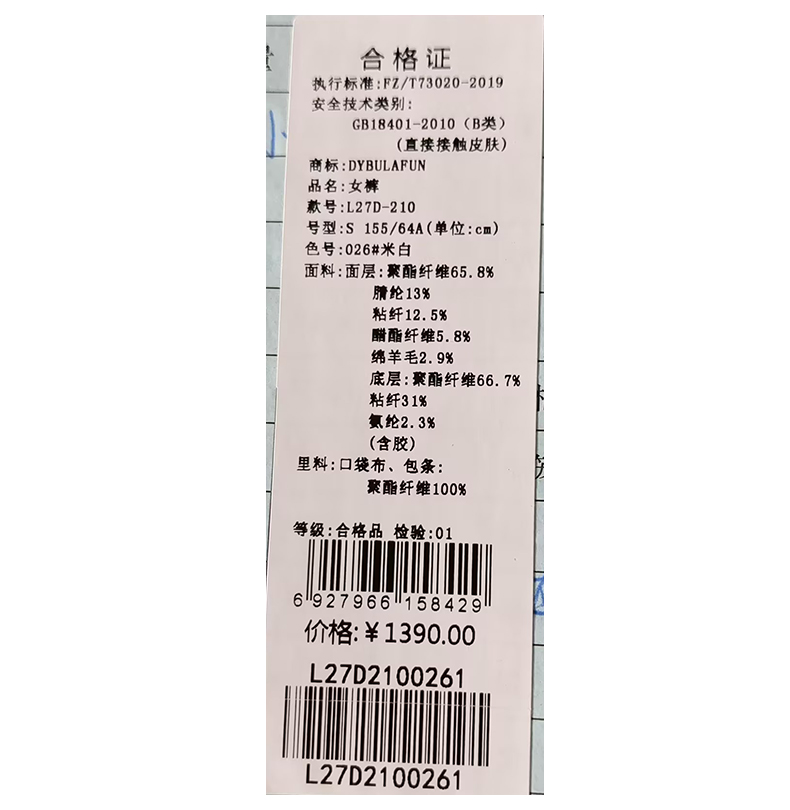 合格证
执行标准:FZ/T73020-2019
安全技术类别:
GB18401-2010（B类）
(直接接触皮肤)
商标:DYBULAFUN
品名:女裤
款号:L27D-210
号型:S 155/64A(单位:cm)
色号:026#米白
面料:面层:聚酯纤维65.8%
腈纶13%
粘纤12.5%
醋酯纤维5.8%
绵羊毛2.9%
底层:聚酯纤维66.7%
粘纤31%
氨纶2.3%
(含胶)
里料:口袋布、包条:
聚酯纤维100%
等级:合格品 检验:01
6 927966 158429
价格:￥1390.00
L27D2100261
L27D2100261